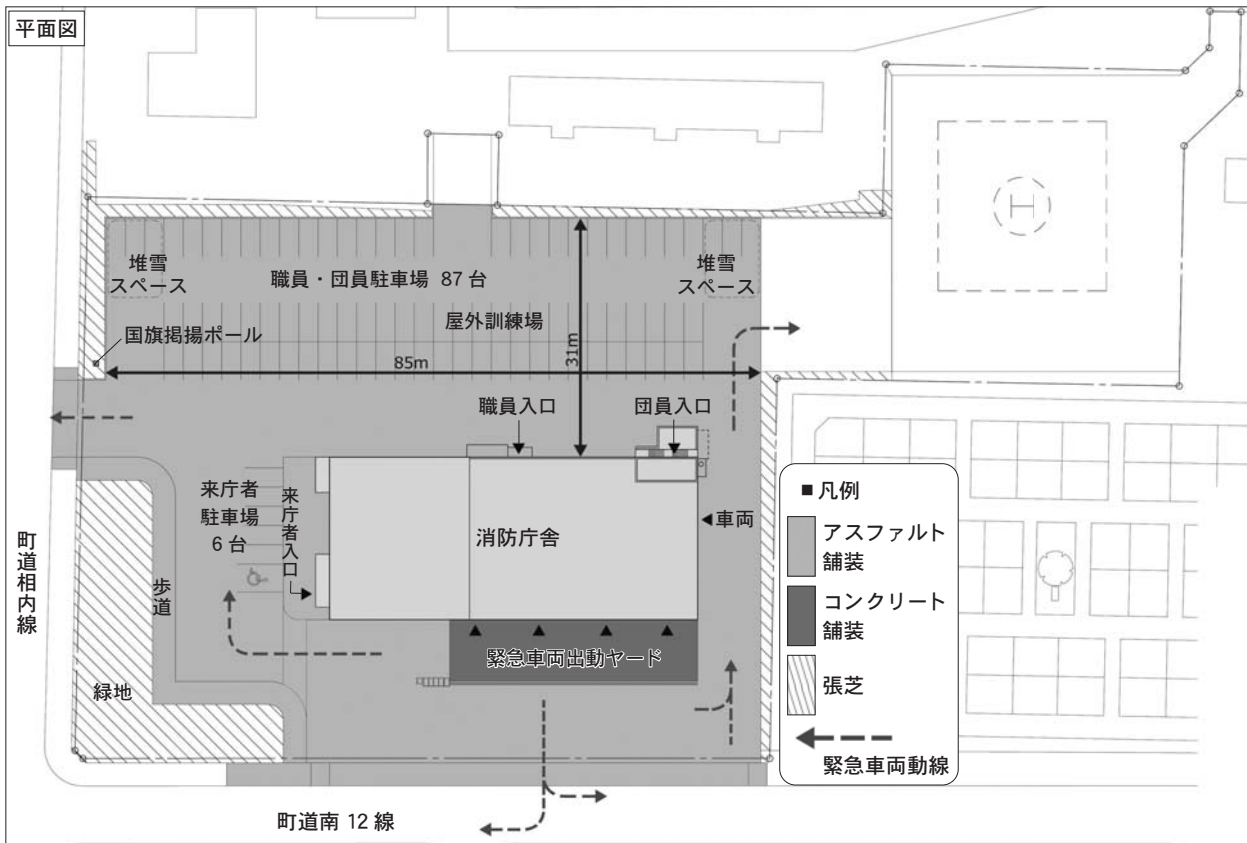 平面図
堆雪
スペース
職員・団員駐車場 87台
堆雪
スペース
屋外訓練場
国旗掲揚ポール
31m
85m
職員入口
団員入口
来庁者
駐車場
6台
来庁者入口
消防庁舎
車両
町道相内線
歩道
緊急車両出動ヤード
緑地
町道南12線
H
■凡例
アスファルト
舗装
コンクリート
舗装
張芝
緊急車両動線